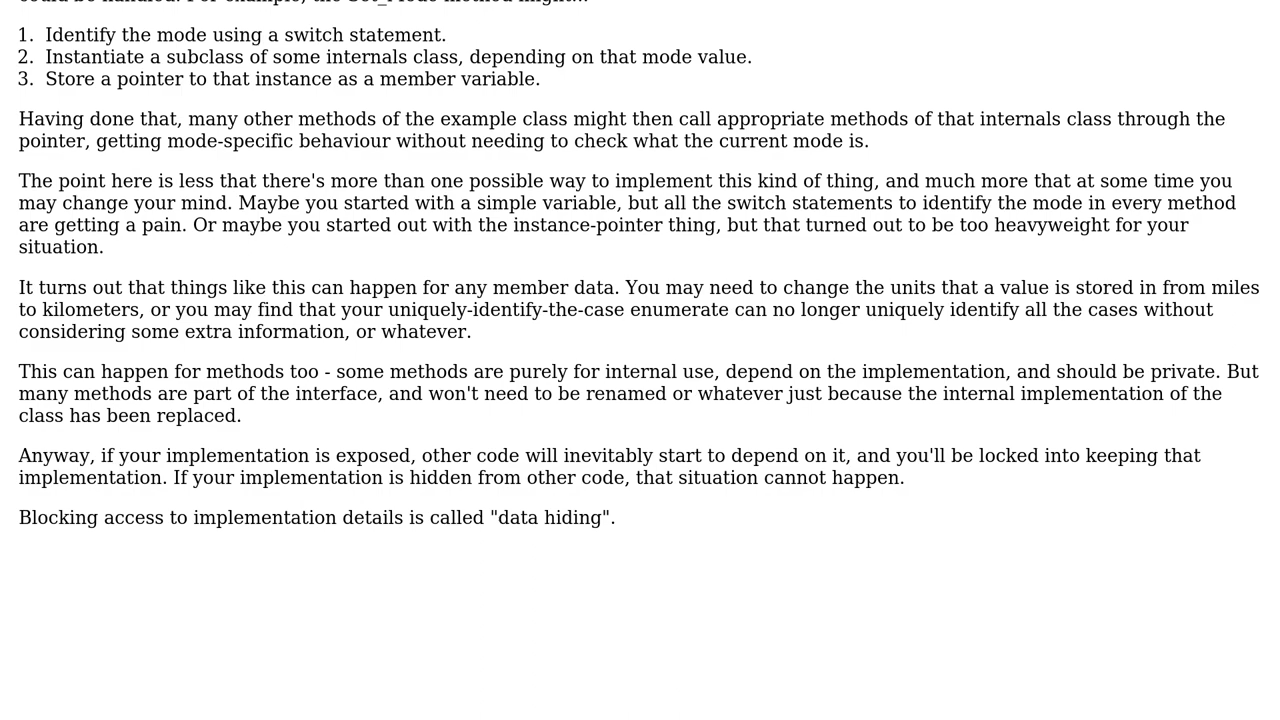 1. Identify the mode using a switch statement.
2. Instantiate a subclass of some internals class, depending on that mode value.
3. Store a pointer to that instance as a member variable.
Having done that, many other methods of the example class might then call appropriate methods of that internals class through the
pointer, getting mode-specific behaviour without needing to check what the current mode is.
The point here is less that there's more than one possible way to implement this kind of thing, and much more that at some time you
may change your mind. Maybe you started with a simple variable, but all the switch statements to identify the mode in every method
are getting a pain. Or maybe you started out with the instance-pointer thing, but that turned out to be too heavyweight for your
situation.
It turns out that things like this can happen for any member data. You may need to change the units that a value is stored in from miles
to kilometers, or you may find that your uniquely-identify-the-case enumerate can no longer uniquely identify all the cases without
considering some extra information, or whatever.
This can happen for methods too - some methods are purely for internal use, depend on the implementation, and should be private. But
many methods are part of the interface, and won't need to be renamed or whatever just because the internal implementation of the
class has been replaced.
Anyway, if your implementation is exposed, other code will inevitably start to depend on it, and you'll be locked into keeping that
implementation. If your implementation is hidden from other code, that situation cannot happen.
Blocking access to implementation details is called "data hiding".